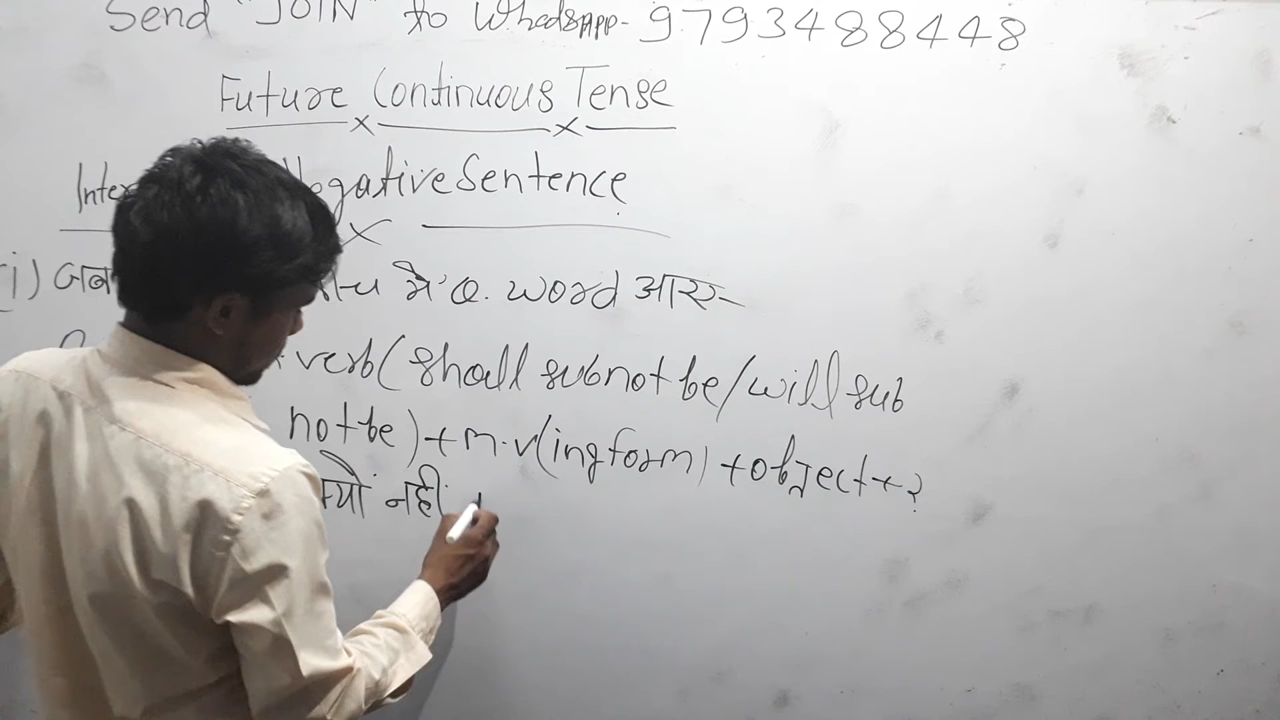 Send "JOIN" to WhatsApp- 9793488448
Future Continuous Tense
Negative Sentence
(i) जब में Q. word आए-
verb (shall sub not be/will sub
not be) + m.v (ing form) + object + ?
क्यों नहीं